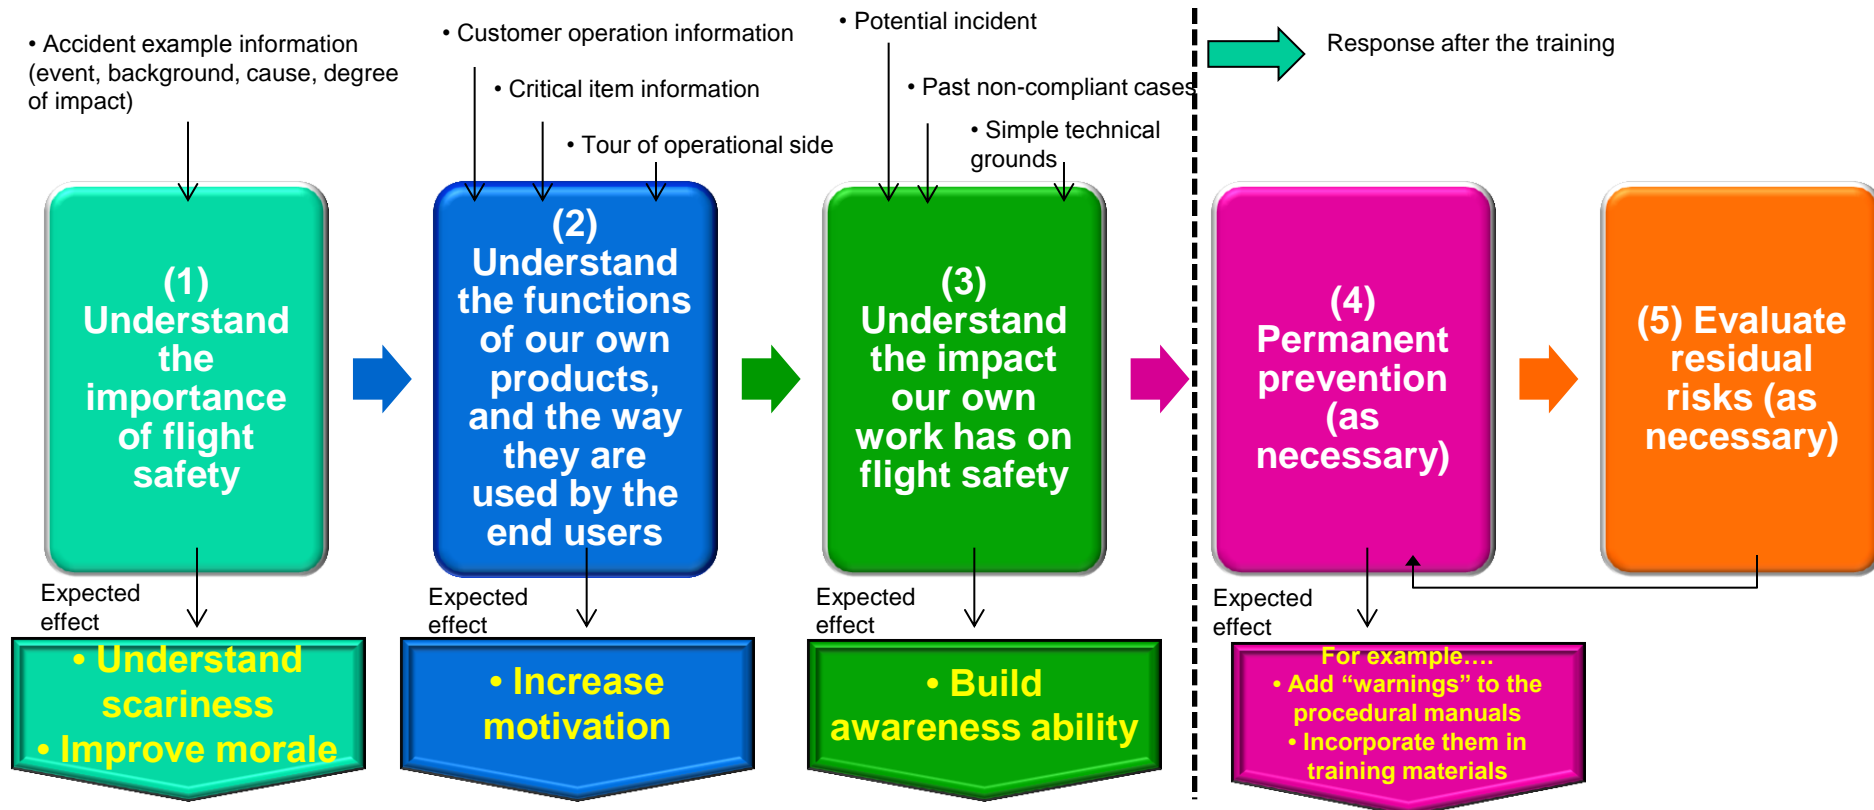 • Accident example information
(event, background, cause, degree
of impact)
• Customer operation information
• Critical item information
• Tour of operational side
• Potential incident
• Past non-compliant cases
• Simple technical
grounds
Response after the training
(1)
Understand
the
importance
of flight
safety
(2)
Understand
the functions
of our own
products,
and the way
they are
used by the
end users
(3)
Understand
the impact
our own
work has on
flight safety
(4)
Permanent
prevention
(as
necessary)
(5) Evaluate
residual
risks (as
necessary)
Expected
effect
• Understand
scariness
• Improve morale
Expected
effect
• Increase
motivation
Expected
effect
• Build
awareness ability
Expected
effect
For example....
• Add “warnings” to the
procedural manuals
• Incorporate them in
training materials